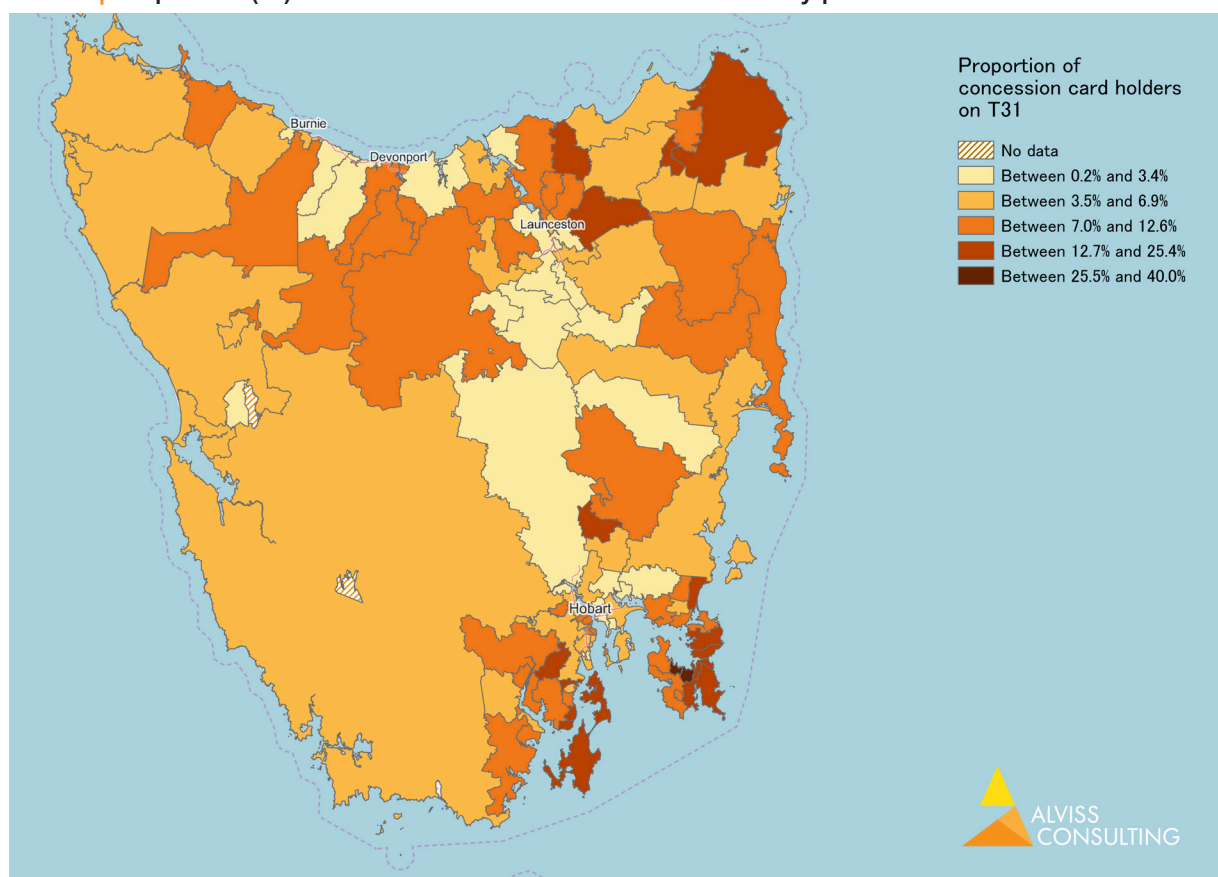 Burnie
Devonport
Launceston
Hobart
Proportion of
concession card holders
on T31
No data
Between 0.2% and 3.4%
Between 3.5% and 6.9%
Between 7.0% and 12.6%
Between 12.7% and 25.4%
Between 25.5% and 40.0%
ALVISS
CONSULTING